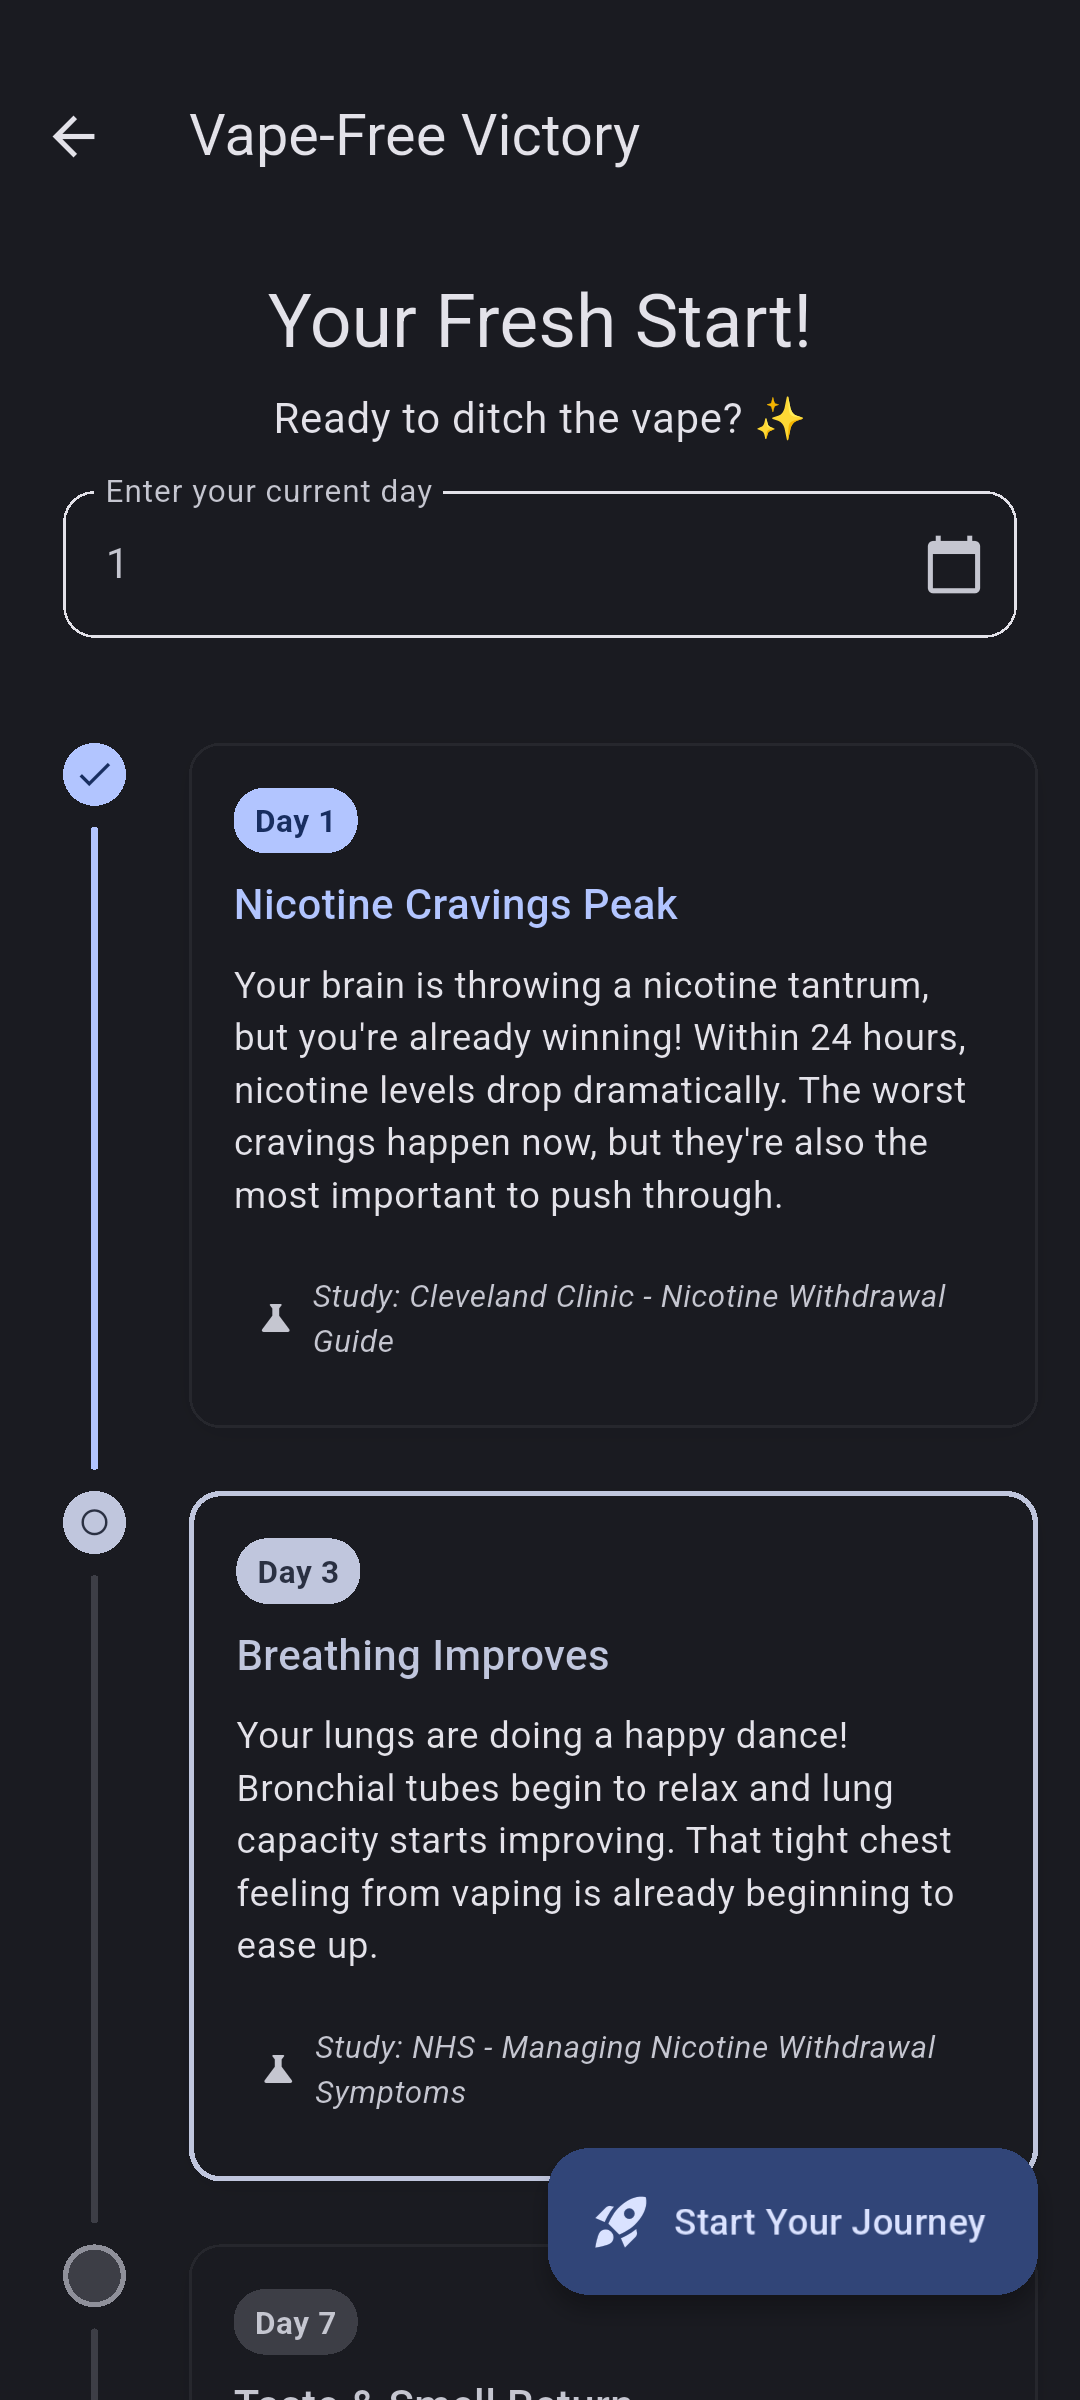 Vape-Free Victory
Your Fresh Start!
Ready to ditch the vape? ✨
Enter your current day
1
Day 1
Nicotine Cravings Peak
Your brain is throwing a nicotine tantrum,
but you're already winning! Within 24 hours,
nicotine levels drop dramatically. The worst
cravings happen now, but they're also the
most important to push through.
Study: Cleveland Clinic - Nicotine Withdrawal
Guide
Day 3
Breathing Improves
Your lungs are doing a happy dance!
Bronchial tubes begin to relax and lung
capacity starts improving. That tight chest
feeling from vaping is already beginning to
ease up.
Study: NHS - Managing Nicotine Withdrawal
Symptoms
Start Your Journey
Day 7
Taste & Smell Return